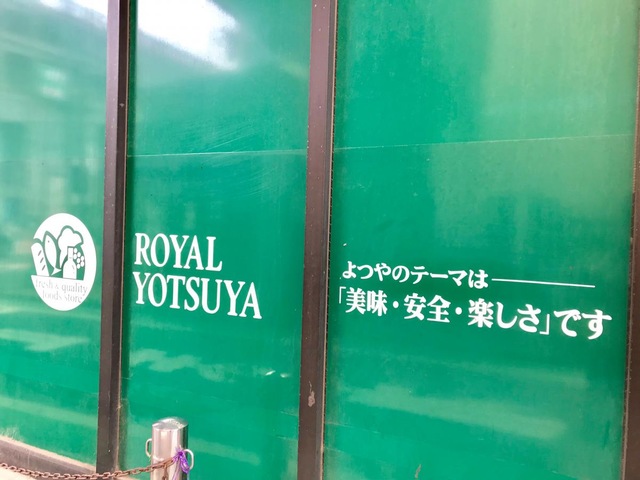 fresh & quality
foods store
ROYAL
YOTSUYA
よつやのテーマは――――
「美味・安全・楽しさ」です